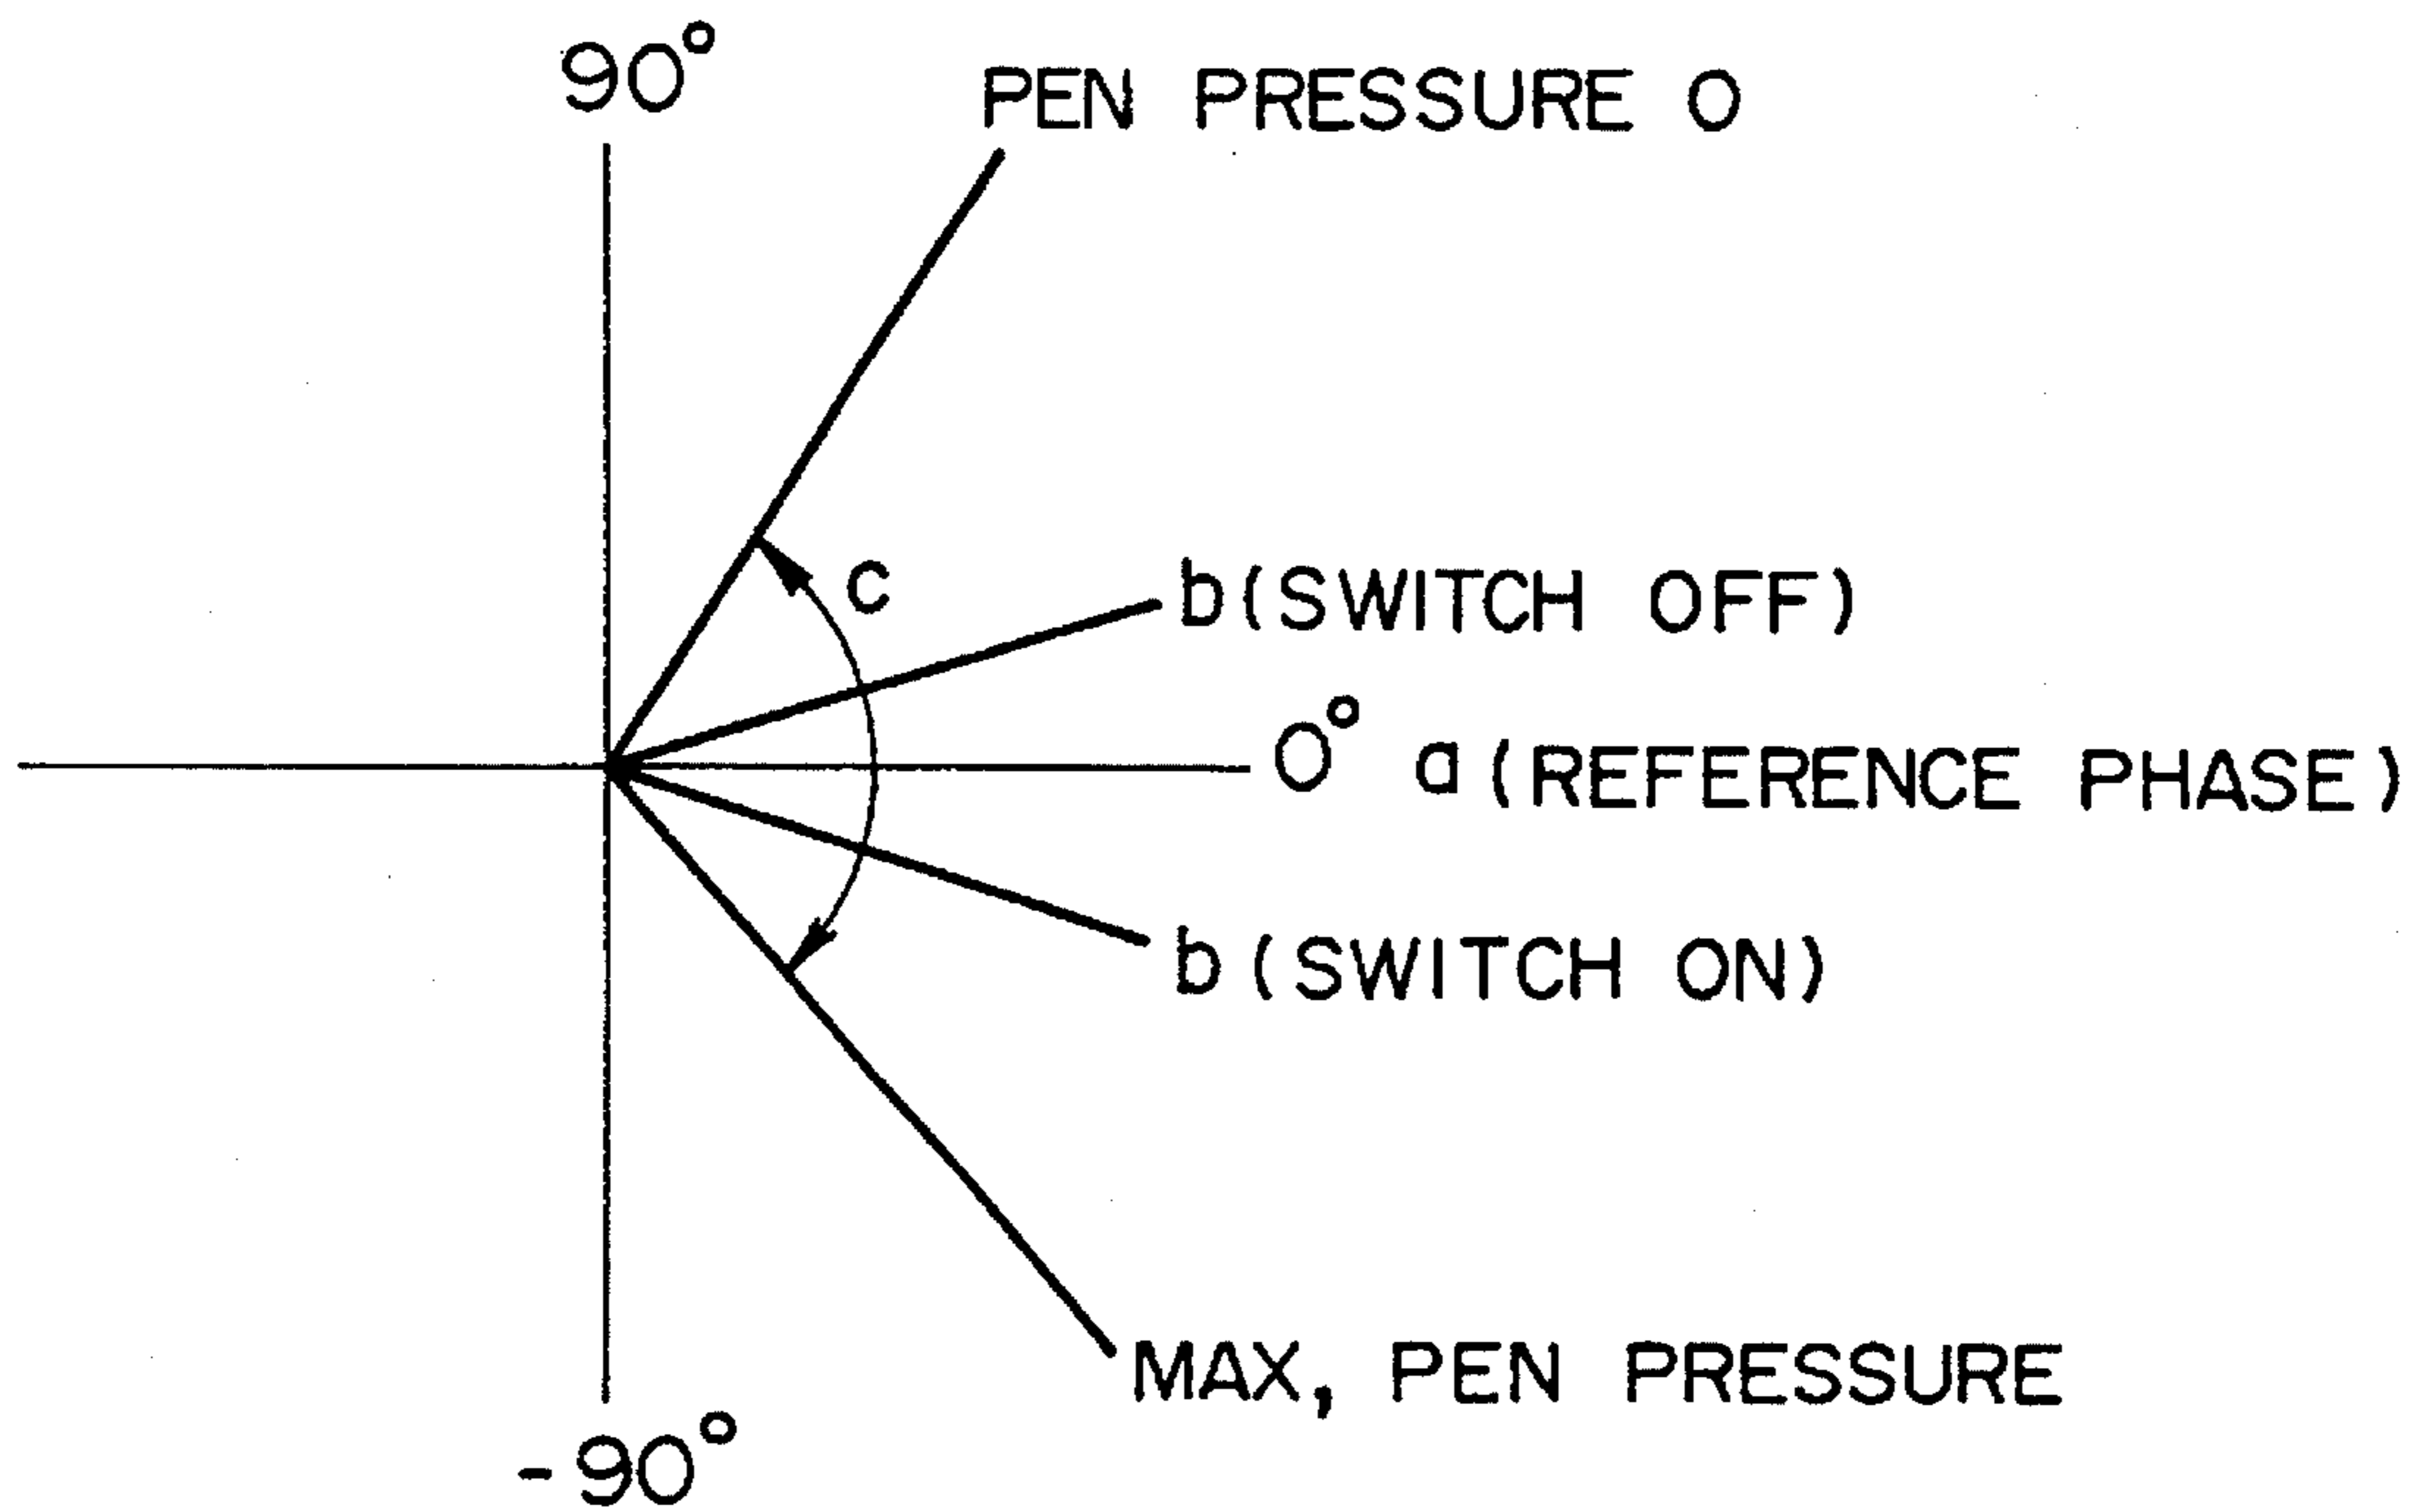 90°
PEN PRESSURE 0
c
b(SWITCH OFF)
0° a (REFERENCE PHASE)
b(SWITCH ON)
MAX, PEN PRESSURE
-90°